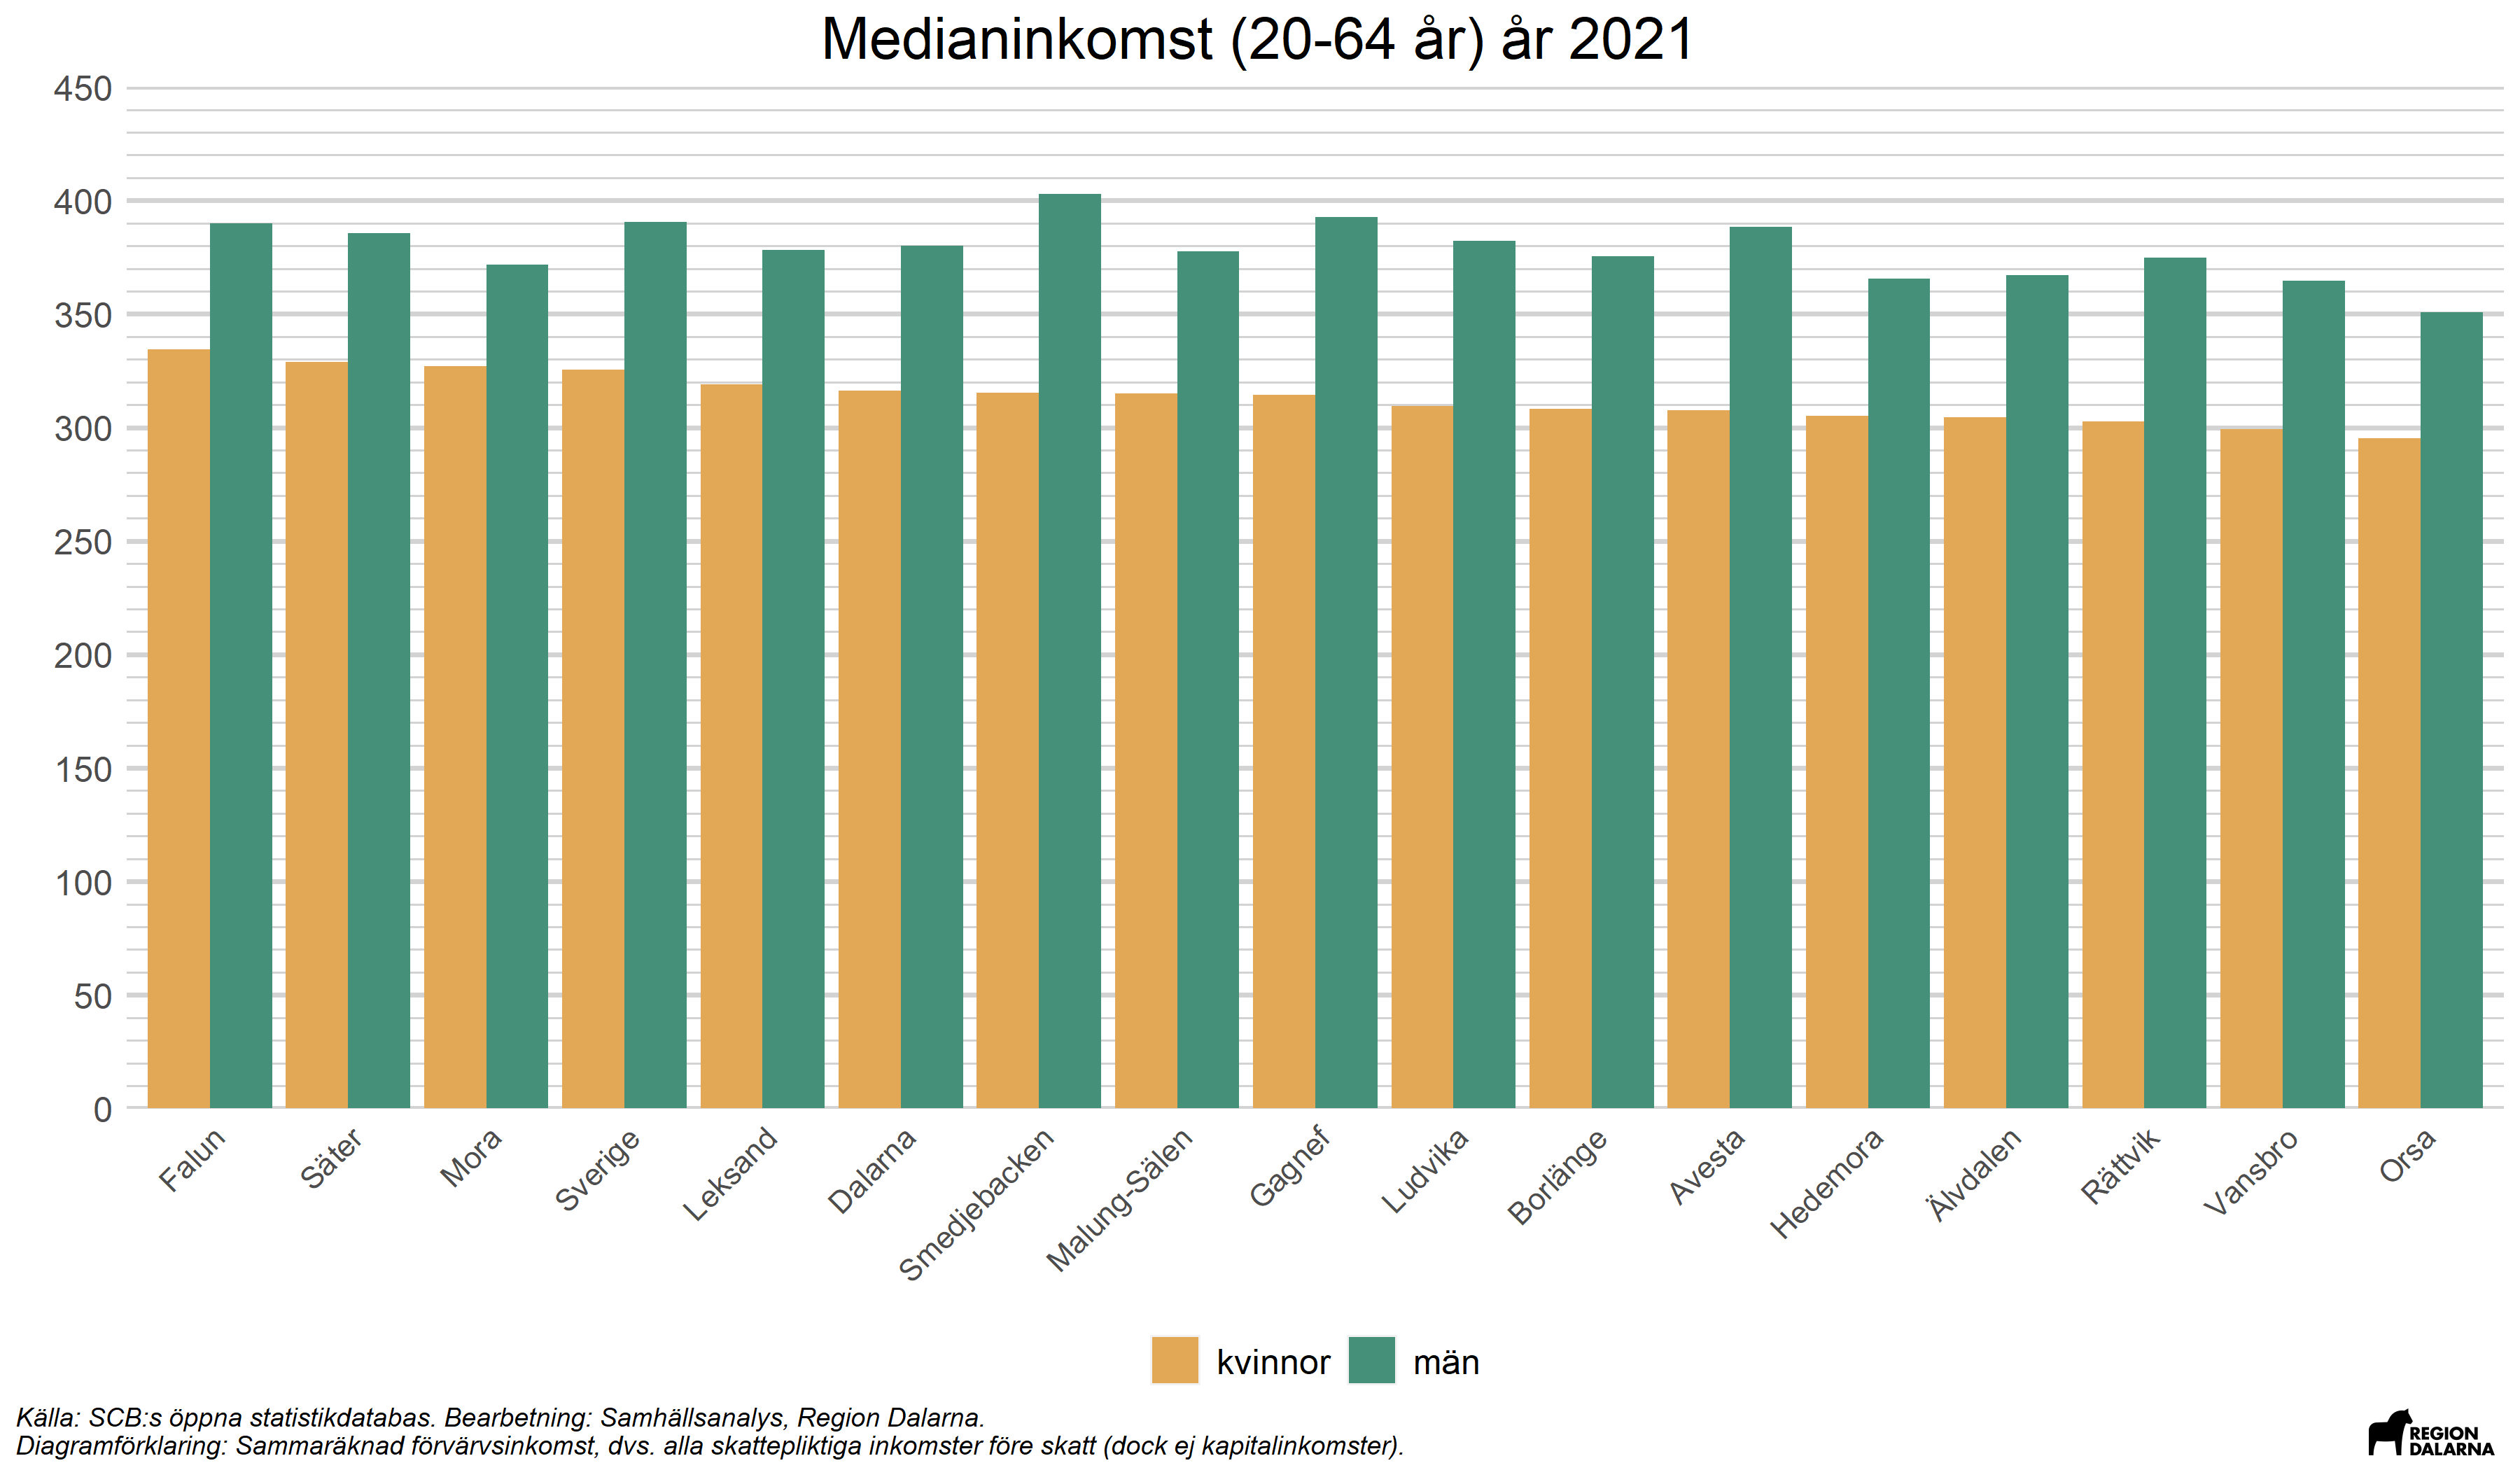 Medianinkomst (20-64 år) år 2021
450
400
350
300
250
200
150
100
50
0
Falun
Säter
Mora
Sverige
Leksand
Dalarna
Smedjebacken
Malung-Sälen
Gagnef
Ludvika
Borlänge
Avesta
Hedemora
Älvdalen
Rättvik
Vansbro
Orsa
kvinnor män
Källa: SCB:s öppna statistikdatabas. Bearbetning: Samhällsanalys, Region Dalarna.
Diagramförklaring: Sammaräknad förvärvsinkomst, dvs. alla skattepliktiga inkomster före skatt (dock ej kapitalinkomster).
REGION
DALARNA